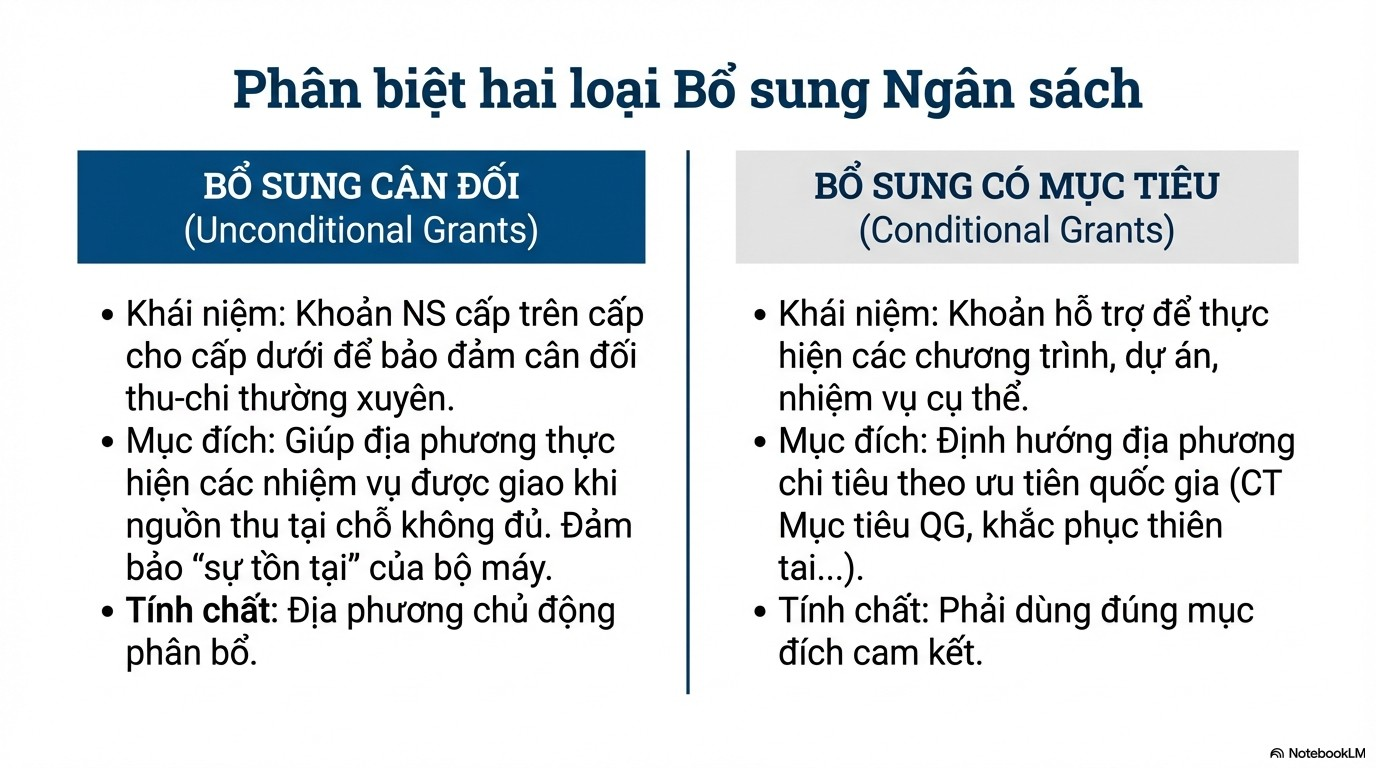 Phân biệt hai loại Bổ sung Ngân sách
BỔ SUNG CÂN ĐỐI
(Unconditional Grants)
• Khái niệm: Khoản NS cấp trên cấp
cho cấp dưới để bảo đảm cân đối
thu-chi thường xuyên.
• Mục đích: Giúp địa phương thực
hiện các nhiệm vụ được giao khi
nguồn thu tại chỗ không đủ. Đảm
bảo “sự tồn tại” của bộ máy.
• Tính chất: Địa phương chủ động
phân bổ.
BỔ SUNG CÓ MỤC TIÊU
(Conditional Grants)
• Khái niệm: Khoản hỗ trợ để thực
hiện các chương trình, dự án,
nhiệm vụ cụ thể.
• Mục đích: Định hướng địa phương
chi tiêu theo ưu tiên quốc gia (CT
Mục tiêu QG, khắc phục thiên
tai...).
• Tính chất: Phải dùng đúng mục
đích cam kết.
NotebookLM